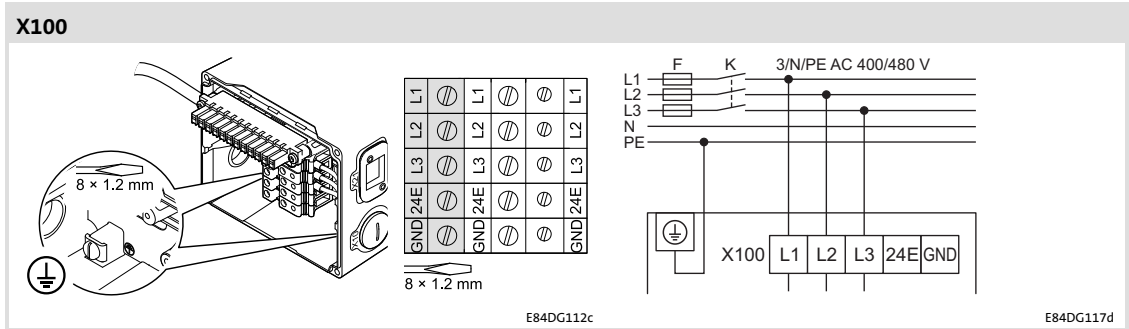 X100
8 × 1.2 mm
L1 L1 L1
L2 L2 L2
L3 L3 L3
24E 24E 24E
GND GND GND
8 × 1.2 mm
E84DG112c
F K 3/N/PE AC 400/480 V
L1
L2
L3
N
PE
X100 L1 L2 L3 24E GND
E84DG117d